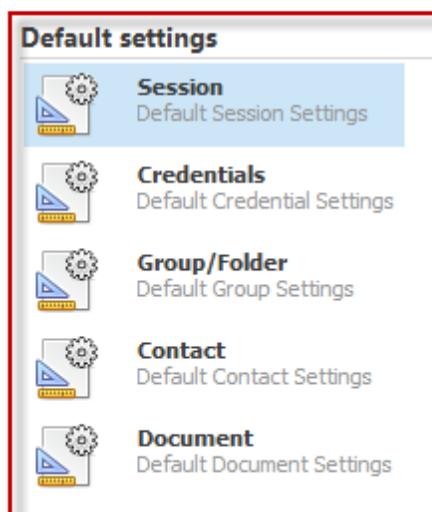 Default settings
Session
Default Session Settings
Credentials
Default Credential Settings
Group/Folder
Default Group Settings
Contact
Default Contact Settings
Document
Default Document Settings